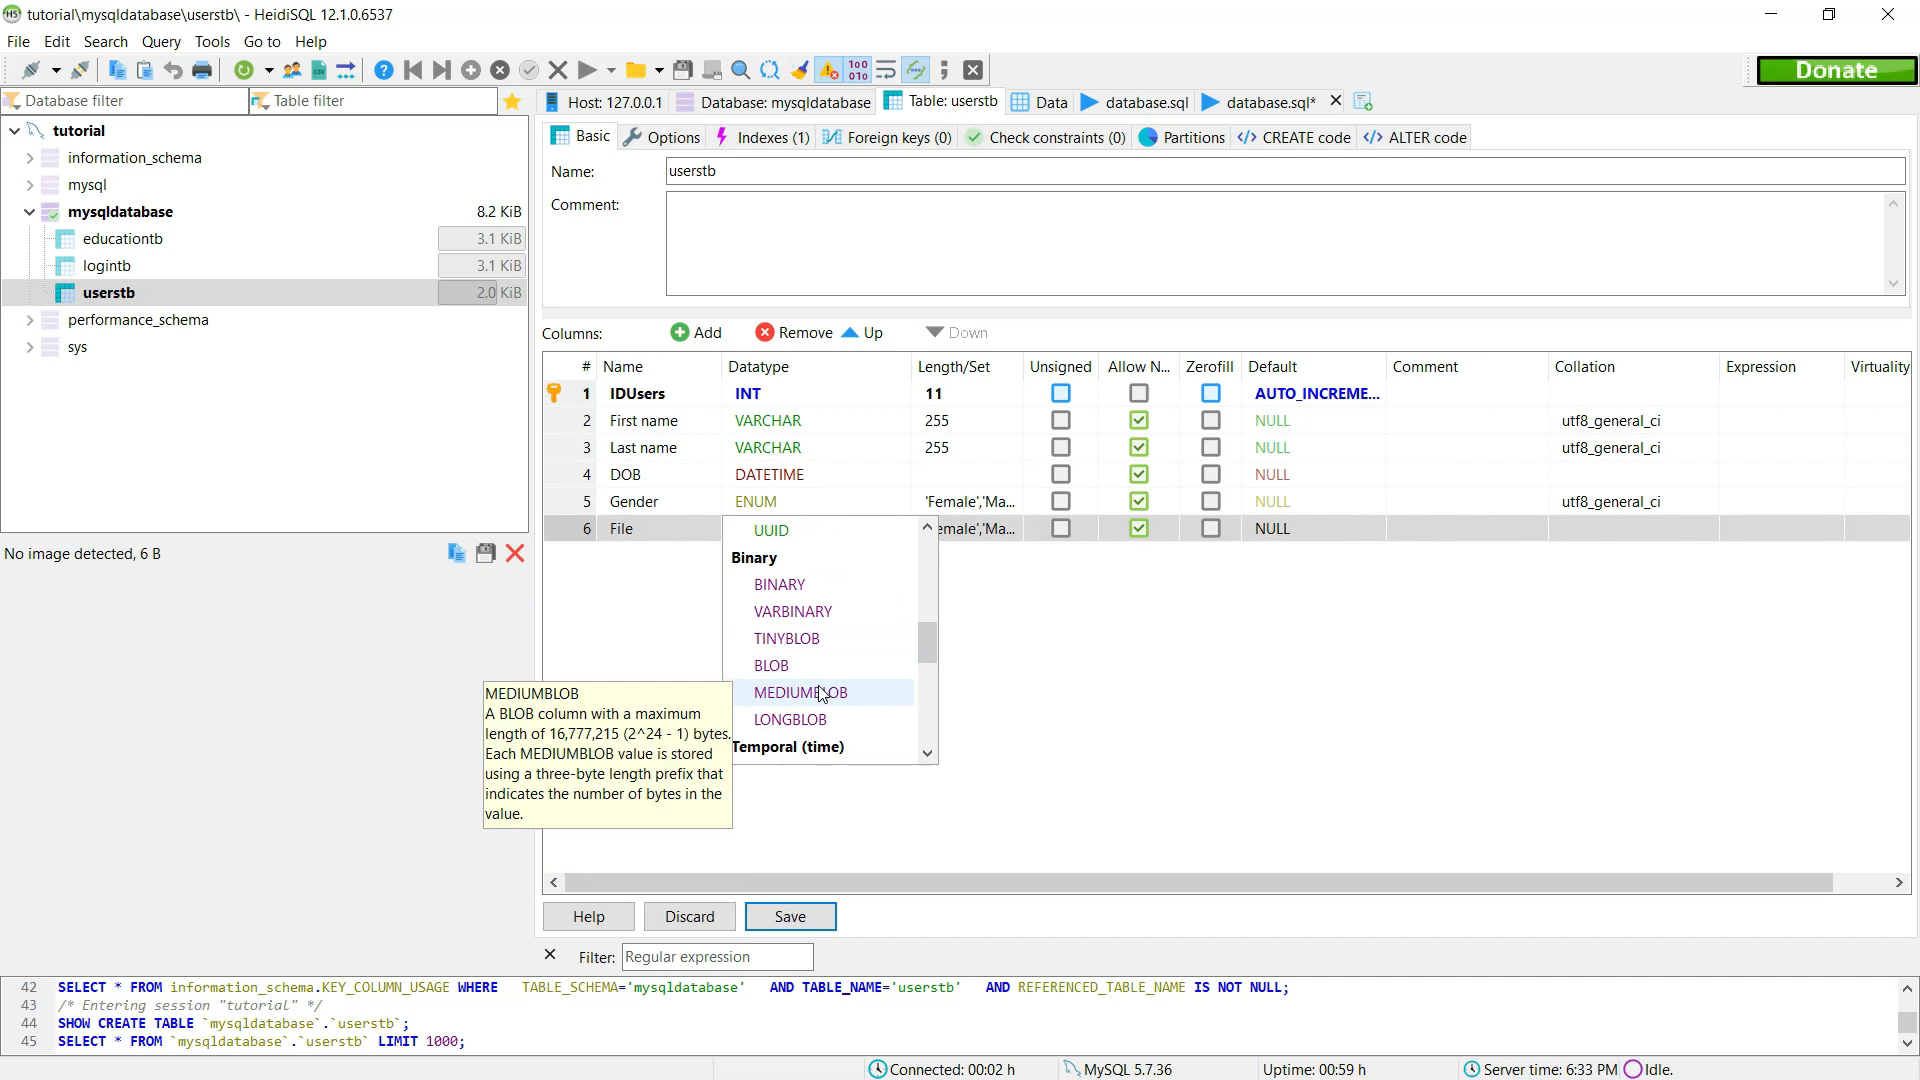 HS tutorial\mysqldatabase\userstb\ - HeidiSQL 12.1.0.6537
File Edit Search Query Tools Go to Help
Donate
Database filter Table filter
Host: 127.0.0.1 Database: mysqldatabase Table: userstb Data database.sql database.sql*
tutorial
information_schema
mysql
mysqldatabase 8.2 KiB
educationtb 3.1 KiB
logintb 3.1 KiB
userstb 2.0 KiB
performance_schema
sys
No image detected, 6 B
Basic Options Indexes (1) Foreign keys (0) Check constraints (0) Partitions CREATE code ALTER code
Name: userstb
Comment:
Columns: Add Remove Up Down
# Name Datatype Length/Set Unsigned Allow N... Zerofill Default Comment Collation Expression Virtuality
1 IDUsers INT 11 AUTO_INCREME...
2 First name VARCHAR 255 NULL utf8_general_ci
3 Last name VARCHAR 255 NULL utf8_general_ci
4 DOB DATETIME NULL
5 Gender ENUM 'Female','Ma... NULL utf8_general_ci
6 File emale','Ma... NULL
UUID
Binary
BINARY
VARBINARY
TINYBLOB
BLOB
MEDIUMBLOB
LONGBLOB
Temporal (time)
MEDIUMBLOB
A BLOB column with a maximum
length of 16,777,215 (2^24 - 1) bytes.
Each MEDIUMBLOB value is stored
using a three-byte length prefix that
indicates the number of bytes in the
value.
Help Discard Save
Filter: Regular expression
42 SELECT * FROM information_schema.KEY_COLUMN_USAGE WHERE TABLE_SCHEMA='mysqldatabase' AND TABLE_NAME='userstb' AND REFERENCED_TABLE_NAME IS NOT NULL;
43 /* Entering session "tutorial" */
44 SHOW CREATE TABLE `mysqldatabase`.`userstb`;
45 SELECT * FROM `mysqldatabase`.`userstb` LIMIT 1000;
Connected: 00:02 h MySQL 5.7.36 Uptime: 00:59 h Server time: 6:33 PM Idle.